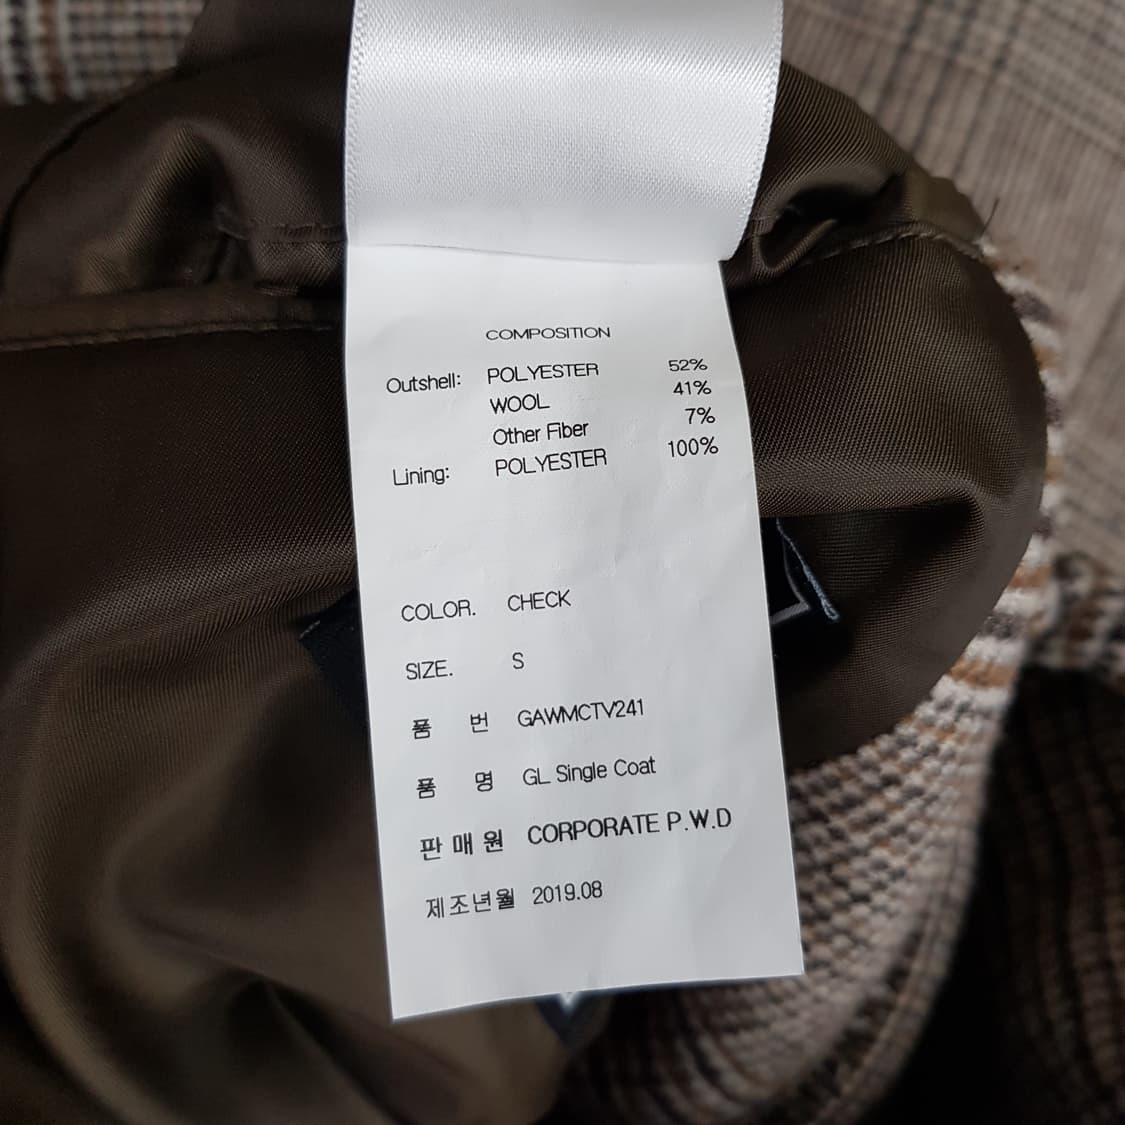 COMPOSITION
Outshell: POLYESTER 52%
WOOL 41%
Other Fiber 7%
Lining: POLYESTER 100%
COLOR. CHECK
SIZE. S
품 번 GAWMCTV241
품 명 GL Single Coat
판 매 원 CORPORATE P.W.D
제조년월 2019.08